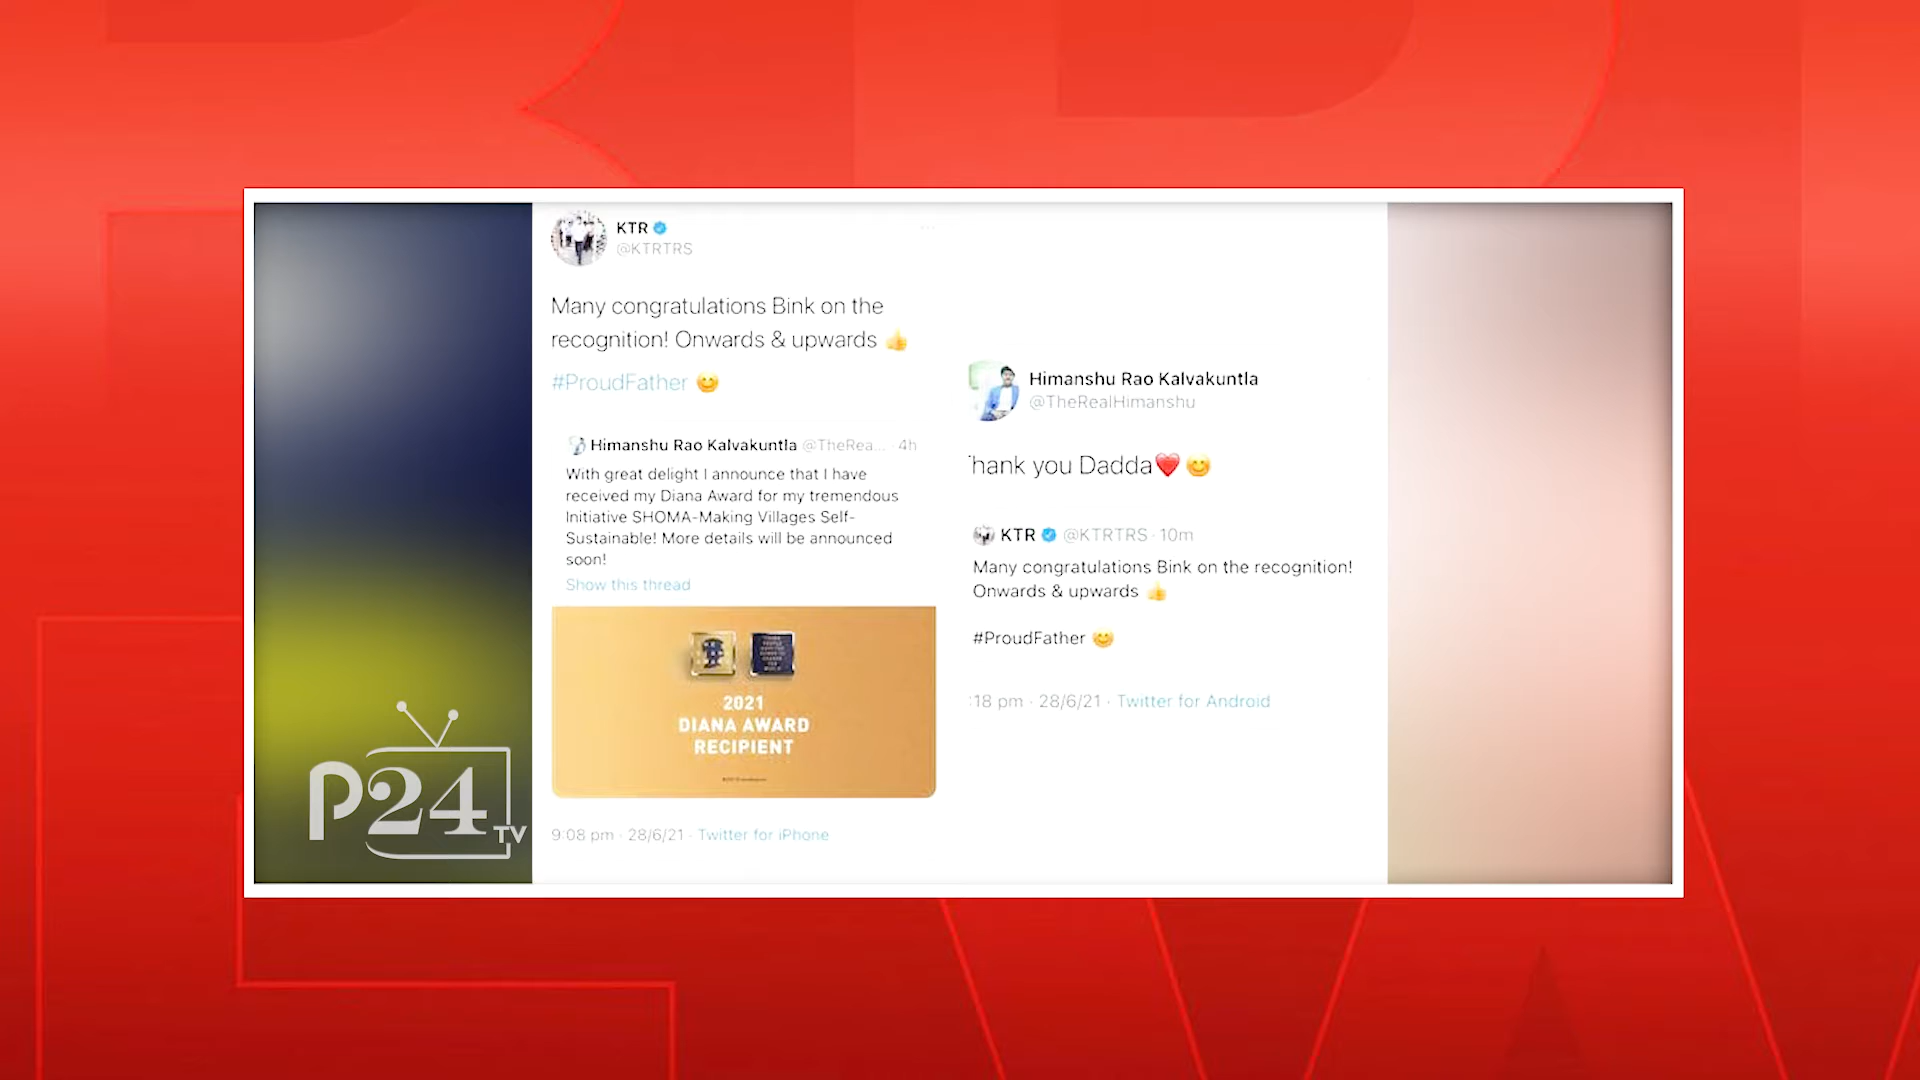 KTR
@KTRTRS
Many congratulations Bink on the
recognition! Onwards & upwards 👍
#ProudFather 😊
Himanshu Rao Kalvakuntla @TheRea... · 4h
With great delight I announce that I have
received my Diana Award for my tremendous
Initiative SHOMA-Making Villages Self-
Sustainable! More details will be announced
soon!
Show this thread
2021
DIANA AWARD
RECIPIENT
9:08 pm · 28/6/21 · Twitter for iPhone
Himanshu Rao Kalvakuntla
@TheRealHimanshu
hank you Dadda❤️😊
KTR @KTRTRS · 10m
Many congratulations Bink on the recognition!
Onwards & upwards 👍
#ProudFather 😊
:18 pm · 28/6/21 · Twitter for Android
P24
TV